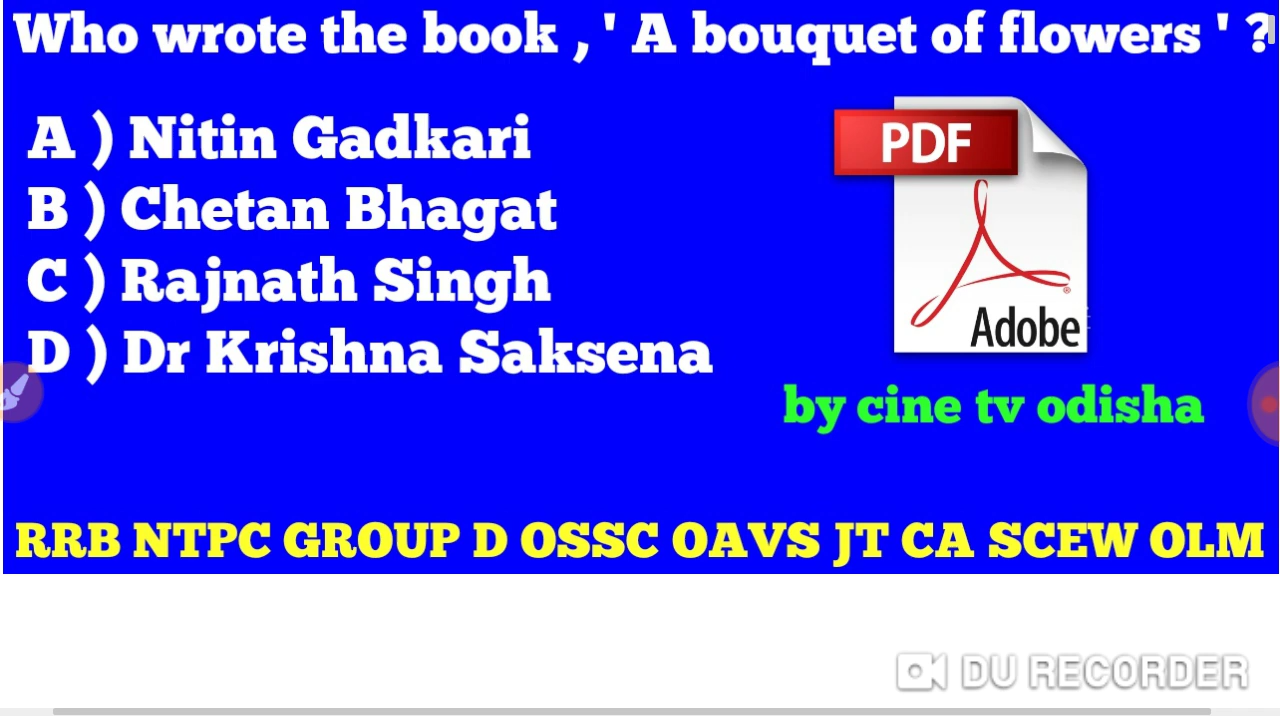 Who wrote the book , ' A bouquet of flowers ' ?
A ) Nitin Gadkari
B ) Chetan Bhagat
C ) Rajnath Singh
D ) Dr Krishna Saksena
PDF
Adobe
by cine tv odisha
RRB NTPC GROUP D OSSC OAVS JT CA SCEW OLM
DU RECORDER